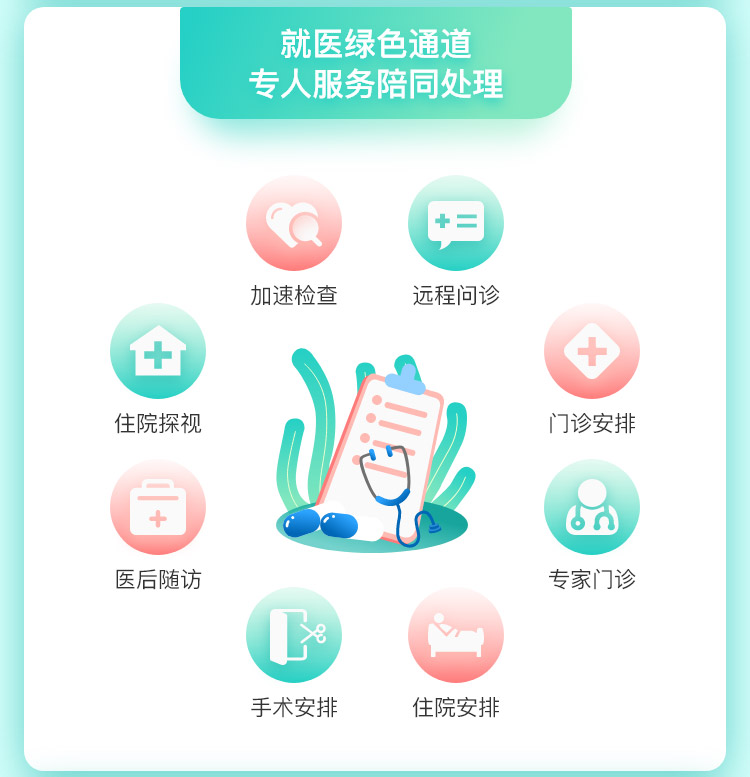 就医绿色通道
专人服务陪同处理
加速检查
远程问诊
住院探视
门诊安排
医后随访
专家门诊
手术安排
住院安排